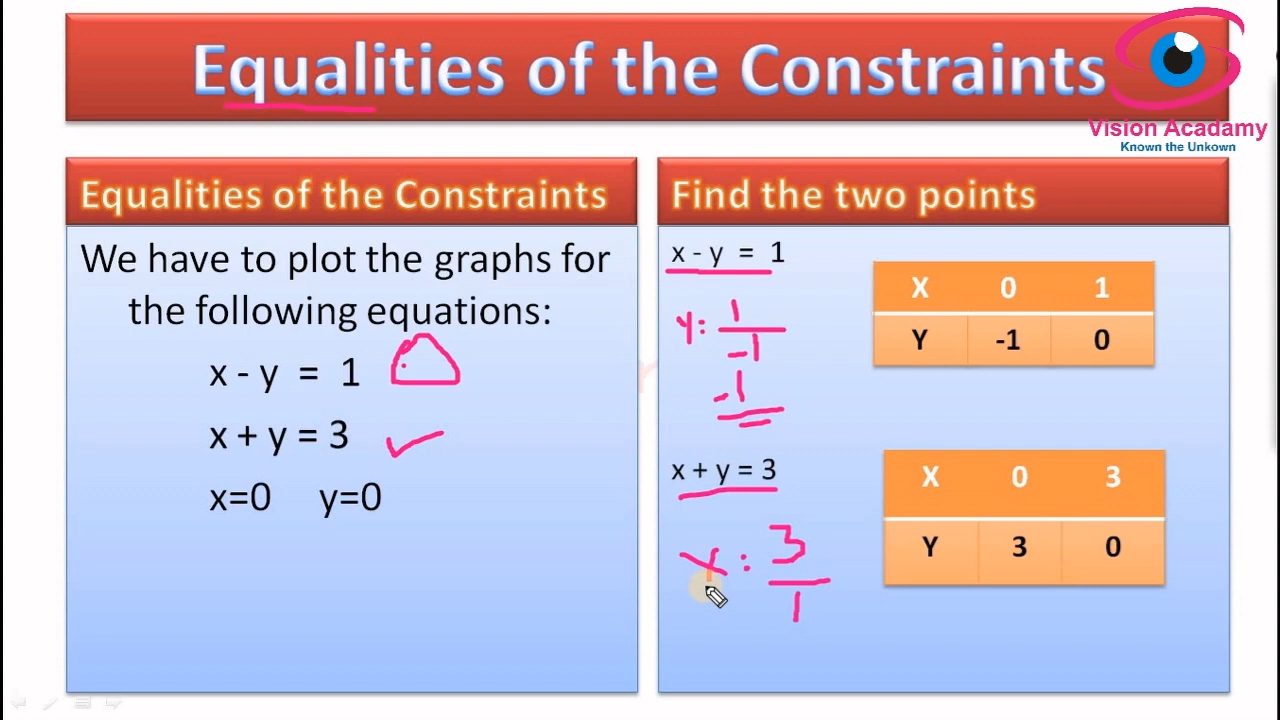 Equalities of the Constraints
Vision Acadamy
Known the Unkown
Equalities of the Constraints
We have to plot the graphs for
the following equations:
x - y = 1
x + y = 3
x=0 y=0
Find the two points
x - y = 1
y: 1
-1
-1
X 0 1
Y -1 0
x + y = 3
y : 3
1
X 0 3
Y 3 0